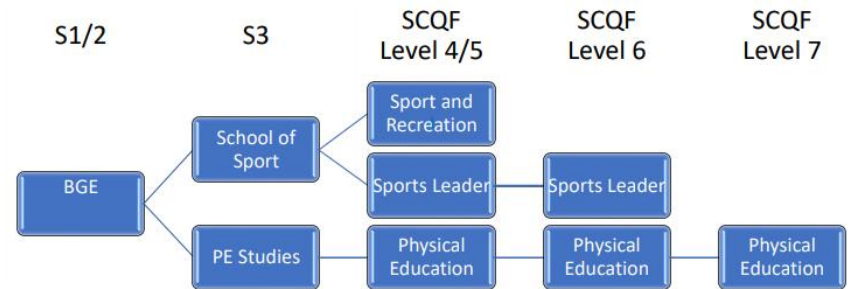 S1/2
S3
SCQF
Level 4/5
SCQF
Level 6
SCQF
Level 7
BGE
School of
Sport
PE Studies
Sport and
Recreation
Sports Leader
Physical
Education
Sports Leader
Physical
Education
Physical
Education